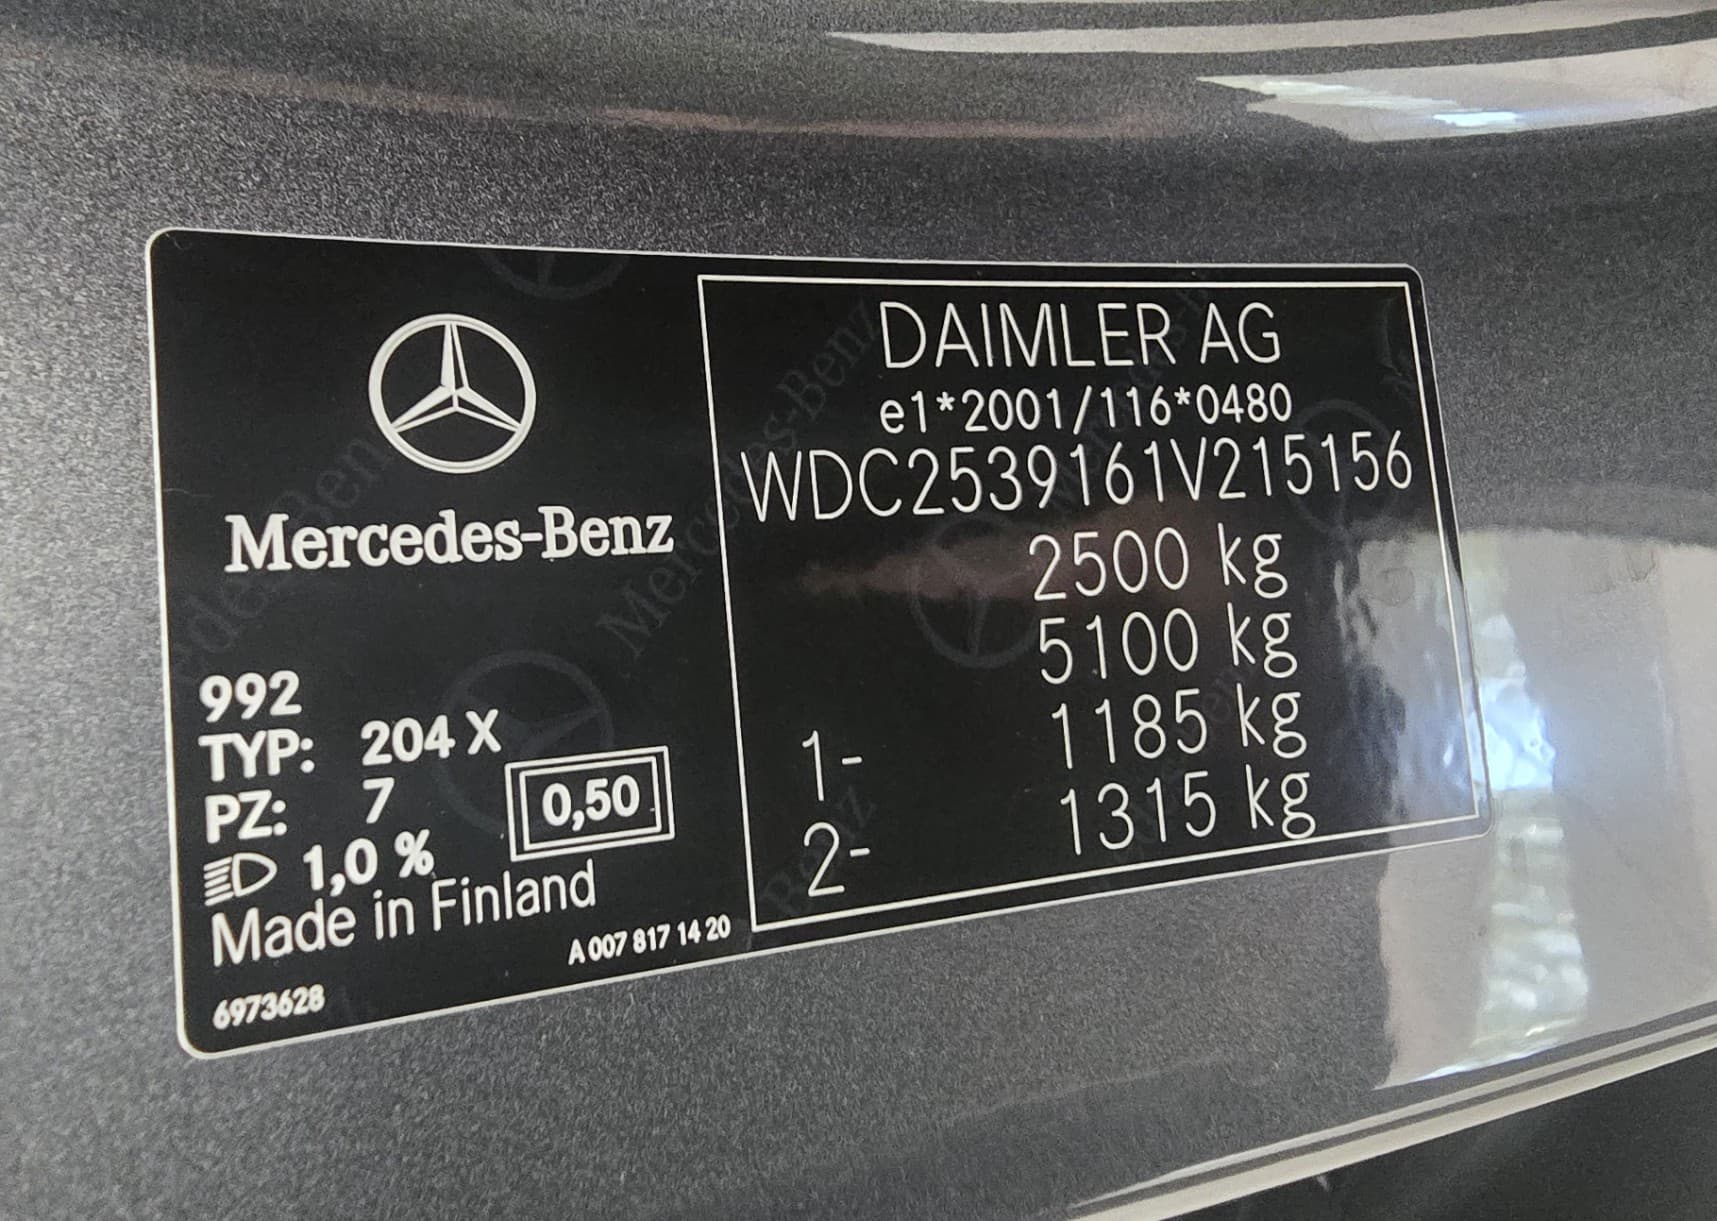 Mercedes-Benz
992
TYP: 204 X
PZ: 7
1,0 %
0,50
Made in Finland
A 007 817 14 20
6973628
DAIMLER AG
e1*2001/116*0480
WDC2539161V215156
2500 kg
5100 kg
1- 1185 kg
2- 1315 kg